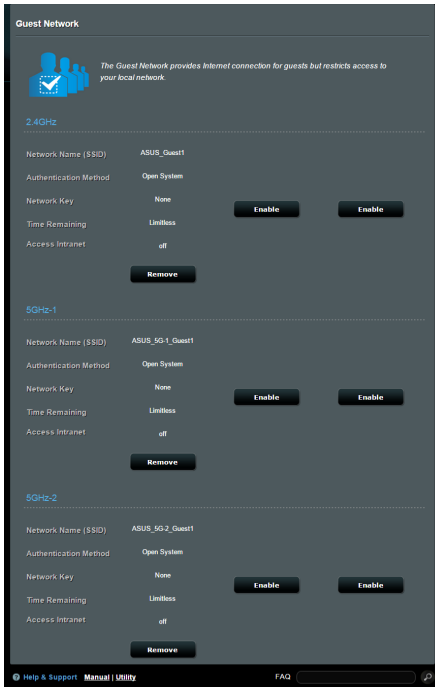 Guest Network
The Guest Network provides Internet connection for guests but restricts access to
your local network.
2.4GHz
Network Name (SSID) ASUS_Guest1
Authentication Method Open System
Network Key None
Enable Enable
Time Remaining Limitless
Access Intranet off
Remove
5GHz-1
Network Name (SSID) ASUS_5G-1_Guest1
Authentication Method Open System
Network Key None
Enable Enable
Time Remaining Limitless
Access Intranet off
Remove
5GHz-2
Network Name (SSID) ASUS_5G-2_Guest1
Authentication Method Open System
Network Key None
Enable Enable
Time Remaining Limitless
Access Intranet off
Remove
? Help & Support Manual | Utility FAQ